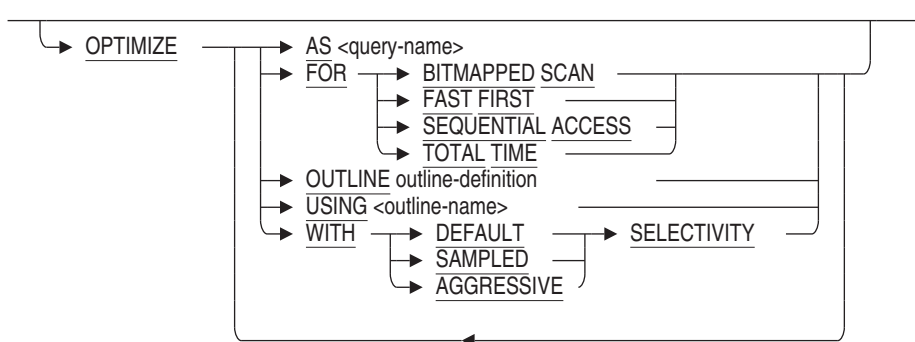 OPTIMIZE AS <query-name>
FOR BITMAPPED SCAN
FAST FIRST
SEQUENTIAL ACCESS
TOTAL TIME
OUTLINE outline-definition
USING <outline-name>
WITH DEFAULT SELECTIVITY
SAMPLED
AGGRESSIVE